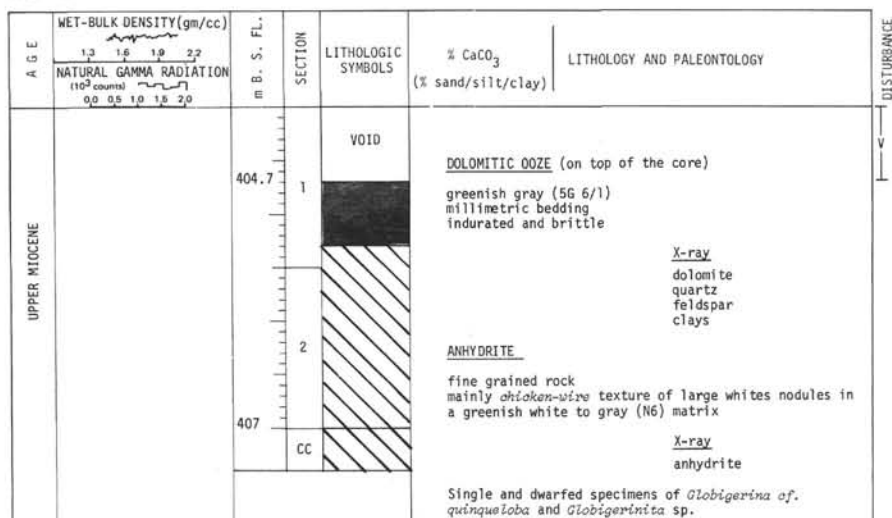 AGE
WET-BULK DENSITY(gm/cc)
1.3 1.6 1.9 2.2
NATURAL GAMMA RADIATION
(10³ counts)
0,0 0,5 1,0 1,5 2,0
m B. S. FL.
SECTION
LITHOLOGIC
SYMBOLS
% CaCO₃
(% sand/silt/clay)
LITHOLOGY AND PALEONTOLOGY
DISTURBANCE
UPPER MIOCENE
VOID
V
404.7
1
DOLOMITIC OOZE (on top of the core)
greenish gray (5G 6/1)
millimetric bedding
indurated and brittle
X-ray
dolomite
quartz
feldspar
clays
2
ANHYDRITE
fine grained rock
mainly chicken-wire texture of large whites nodules in
a greenish white to gray (N6) matrix
407
CC
X-ray
anhydrite
Single and dwarfed specimens of Globigerina cf.
quinqueloba and Globigerinita sp.